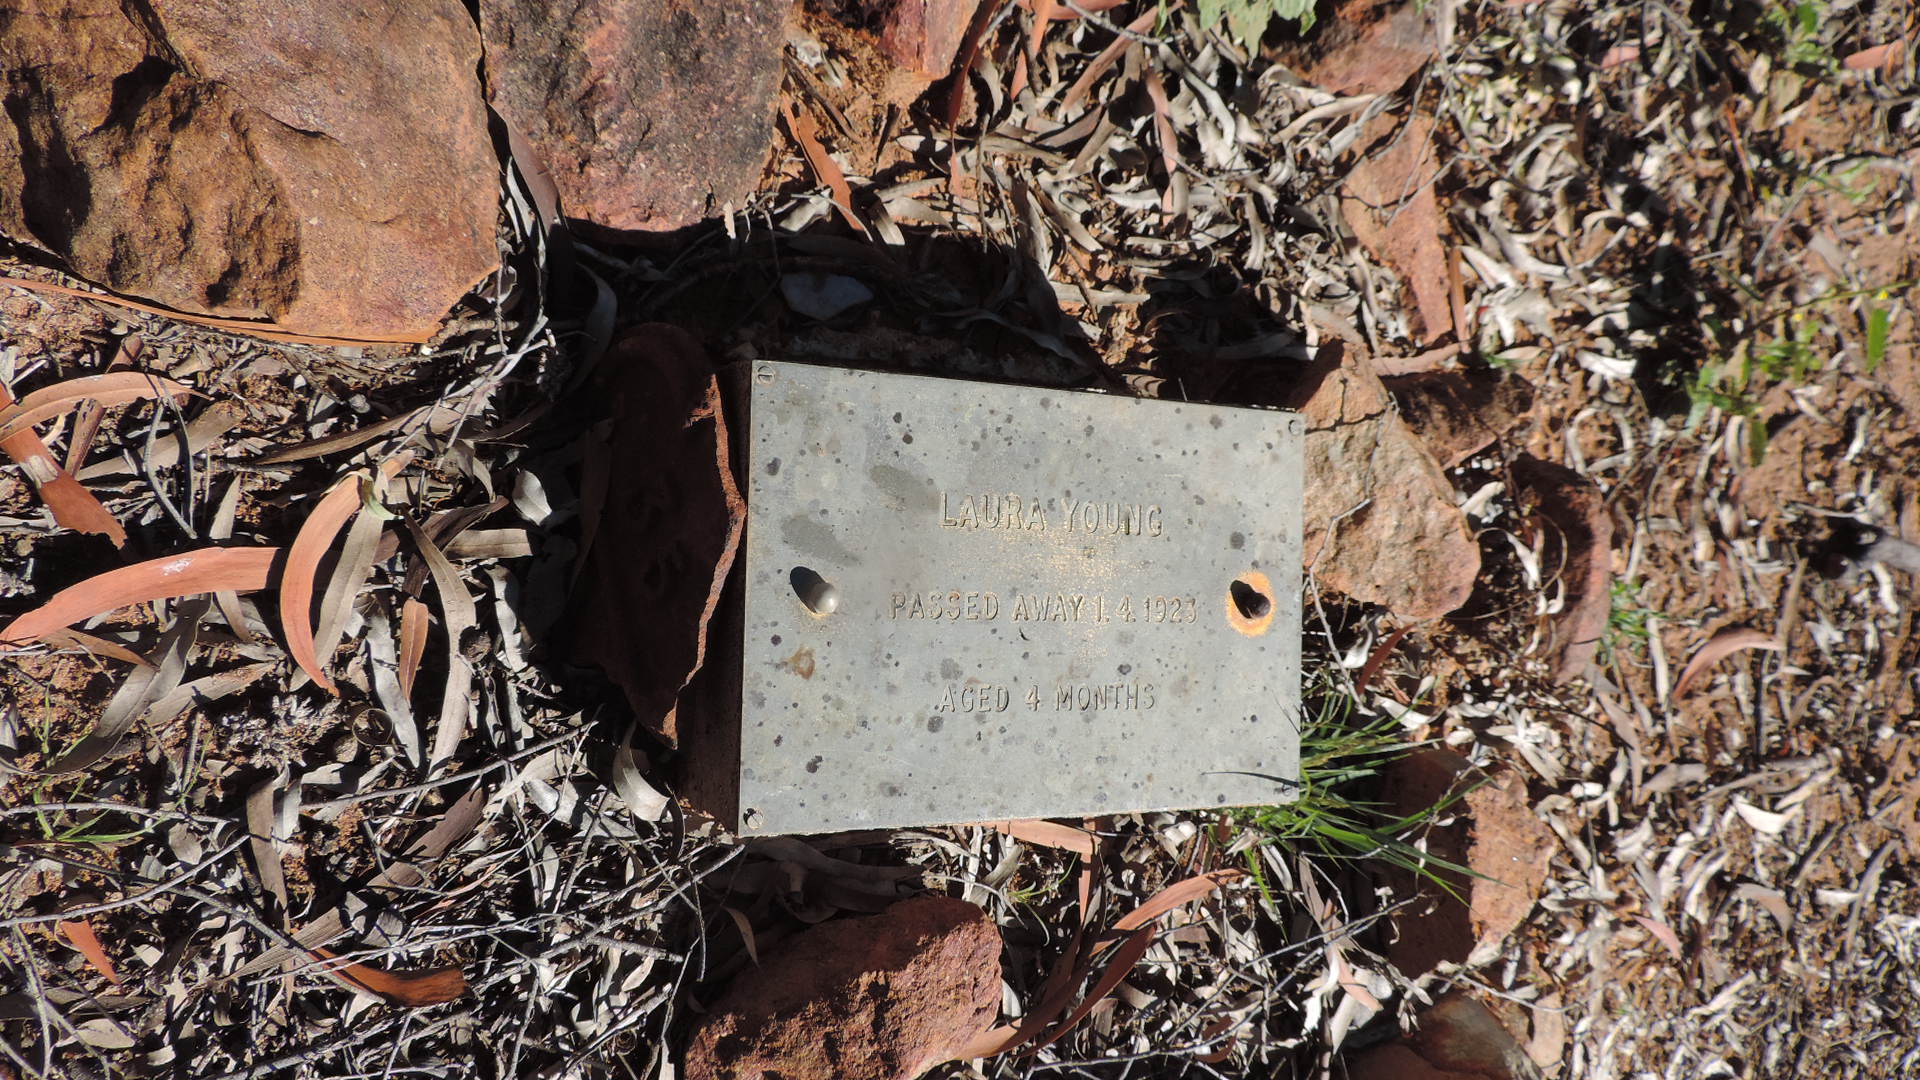 LAURA YOUNG
PASSED AWAY 1.4.1923
AGED 4 MONTHS